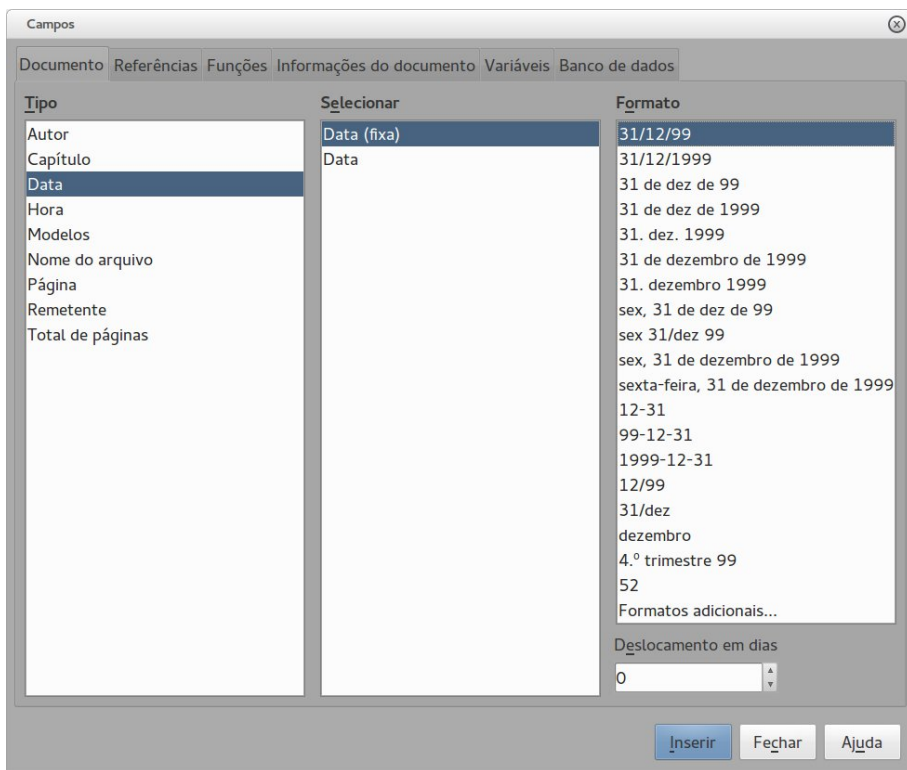 Campos
Documento Referências Funções Informações do documento Variáveis Banco de dados
Tipo
Autor
Capítulo
Data
Hora
Modelos
Nome do arquivo
Página
Remetente
Total de páginas
Selecionar
Data (fixa)
Data
Formato
31/12/99
31/12/1999
31 de dez de 99
31 de dez de 1999
31. dez. 1999
31 de dezembro de 1999
31. dezembro 1999
sex, 31 de dez de 99
sex 31/dez 99
sex, 31 de dezembro de 1999
sexta-feira, 31 de dezembro de 1999
12-31
99-12-31
1999-12-31
12/99
31/dez
dezembro
4.º trimestre 99
52
Formatos adicionais...
Deslocamento em dias
0
Inserir Fechar Ajuda